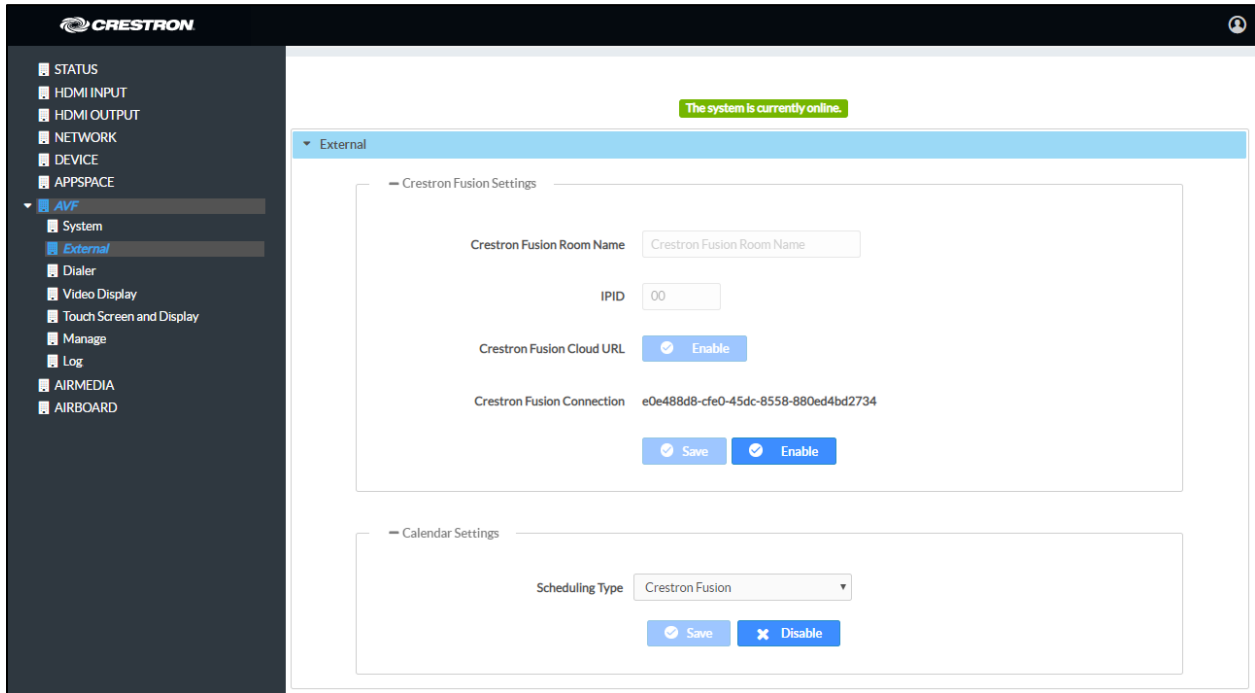 CRESTRON
STATUS
HDMI INPUT
HDMI OUTPUT
NETWORK
DEVICE
APPSPACE
AVF
System
External
Dialer
Video Display
Touch Screen and Display
Manage
Log
AIRMEDIA
AIRBOARD
The system is currently online.
External
Crestron Fusion Settings
Crestron Fusion Room Name Crestron Fusion Room Name
IPID 00
Crestron Fusion Cloud URL Enable
Crestron Fusion Connection e0e488d8-cfe0-45dc-8558-880ed4bd2734
Save Enable
Calendar Settings
Scheduling Type Crestron Fusion
Save Disable